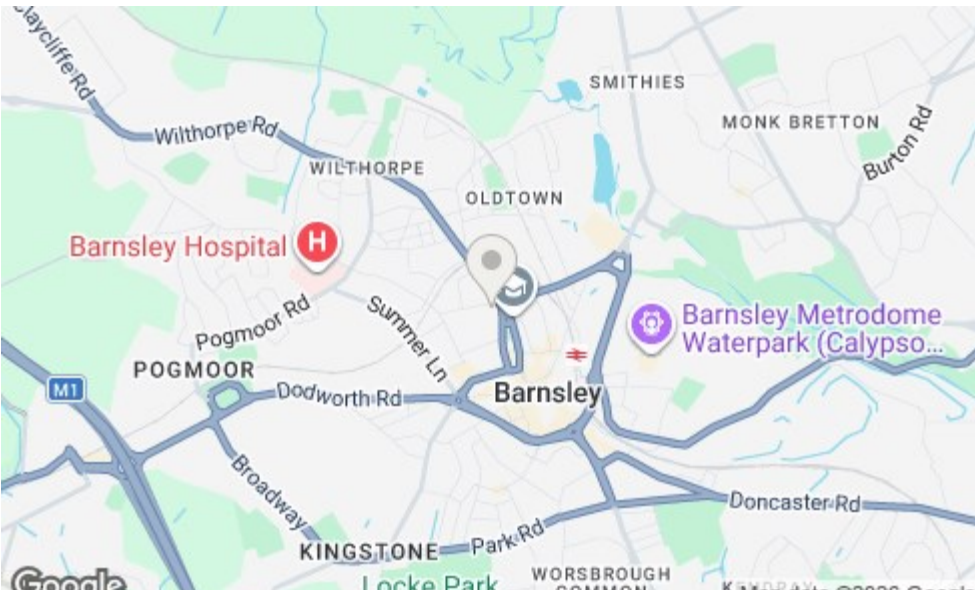 Claycliffe Rd
SMITHIES
MONK BRETTON
Wilthorpe Rd
Burton Rd
WILTHORPE
OLDTOWN
Barnsley Hospital
H
Pogmoor Rd
Summer Ln
Barnsley Metrodome
Waterpark (Calypso...
POGMOOR
M1
Dodworth Rd
Barnsley
Broadway
Doncaster Rd
Park Rd
KINGSTONE
WORSBROUGH
COMMON
Locke Park
Google